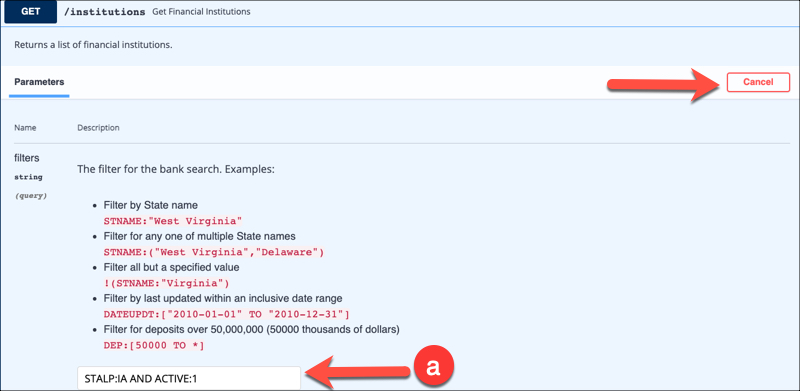 GET /institutions Get Financial Institutions
Returns a list of financial institutions.
Parameters
Cancel
Name Description
filters
string
(query)
The filter for the bank search. Examples:
• Filter by State name
STNAME:"West Virginia"
• Filter for any one of multiple State names
STNAME:("West Virginia","Delaware")
• Filter all but a specified value
!(STNAME:"Virginia")
• Filter by last updated within an inclusive date range
DATEUPDT:["2010-01-01" TO "2010-12-31"]
• Filter for deposits over 50,000,000 (50000 thousands of dollars)
DEP:[50000 TO *]
STALP:IA AND ACTIVE:1
a